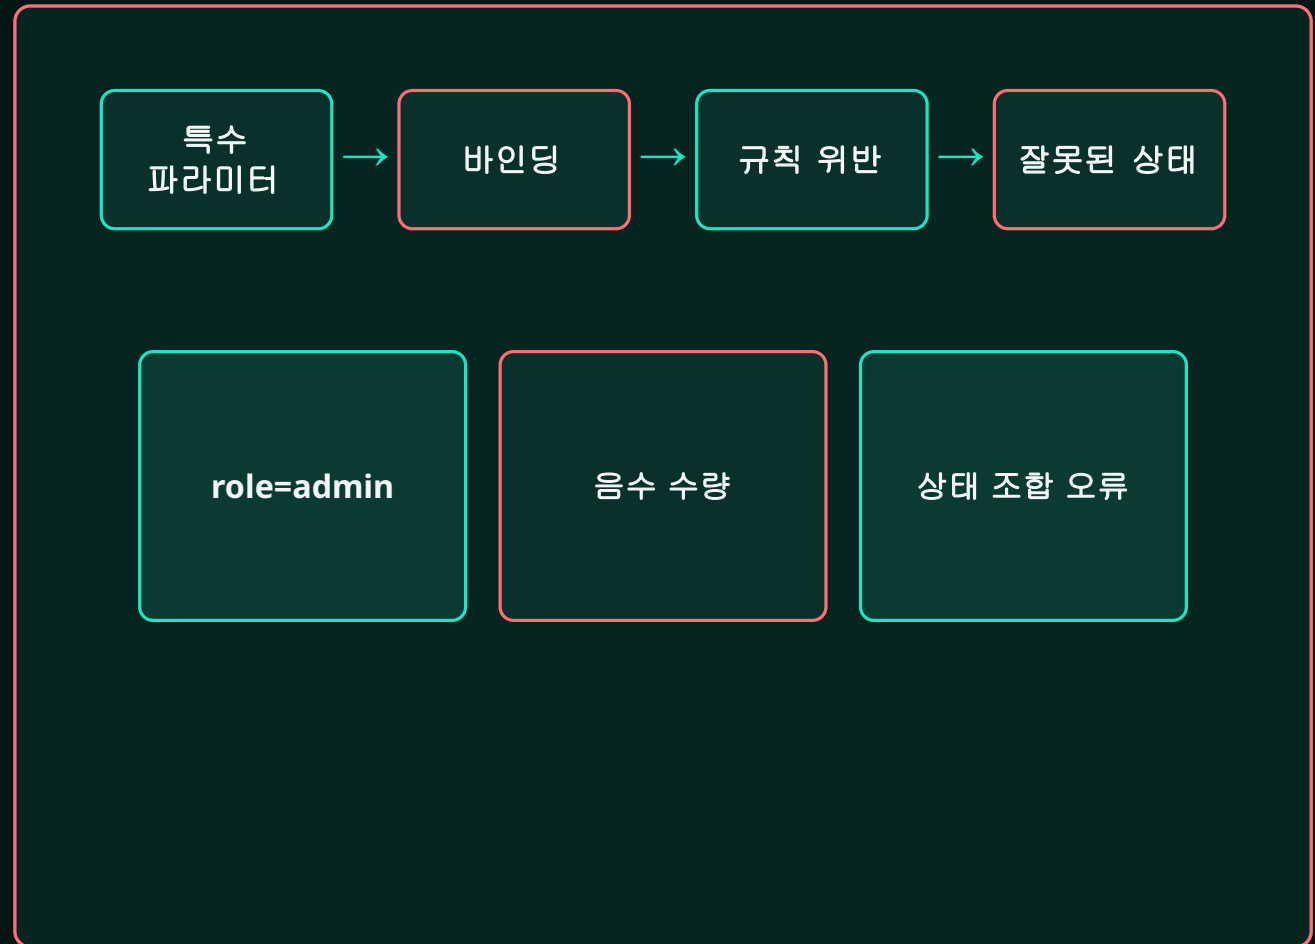 특수
파라미터
→
바인딩
→
규칙 위반
→
잘못된 상태
role=admin
음수 수량
상태 조합 오류